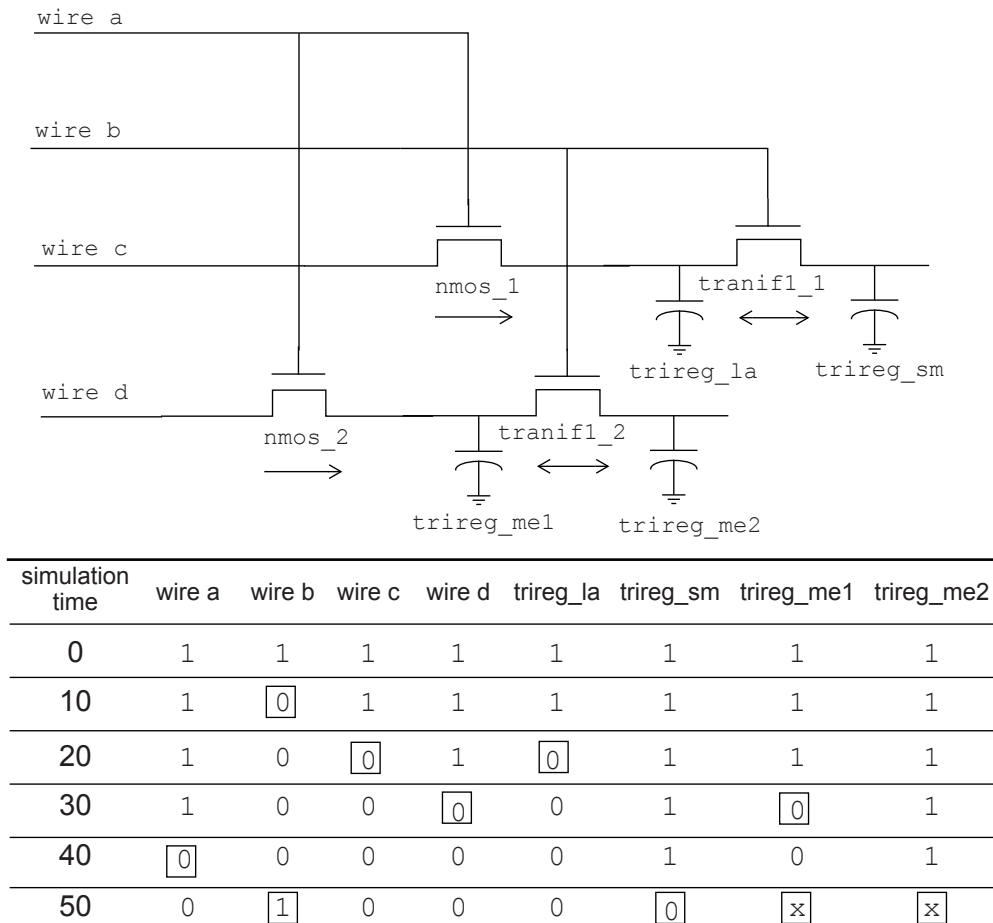 wire a
wire b
wire c
nmos_1
tranif1_1
trireg_la
trireg_sm
wire d
nmos_2
tranif1_2
trireg_me1
trireg_me2
simulation time wire a wire b wire c wire d trireg_la trireg_sm trireg_me1 trireg_me2
0 1 1 1 1 1 1 1 1
10 1 0 1 1 1 1 1 1
20 1 0 0 1 0 1 1 1
30 1 0 0 0 0 1 0 1
40 0 0 0 0 0 1 0 1
50 0 1 0 0 0 0 x x